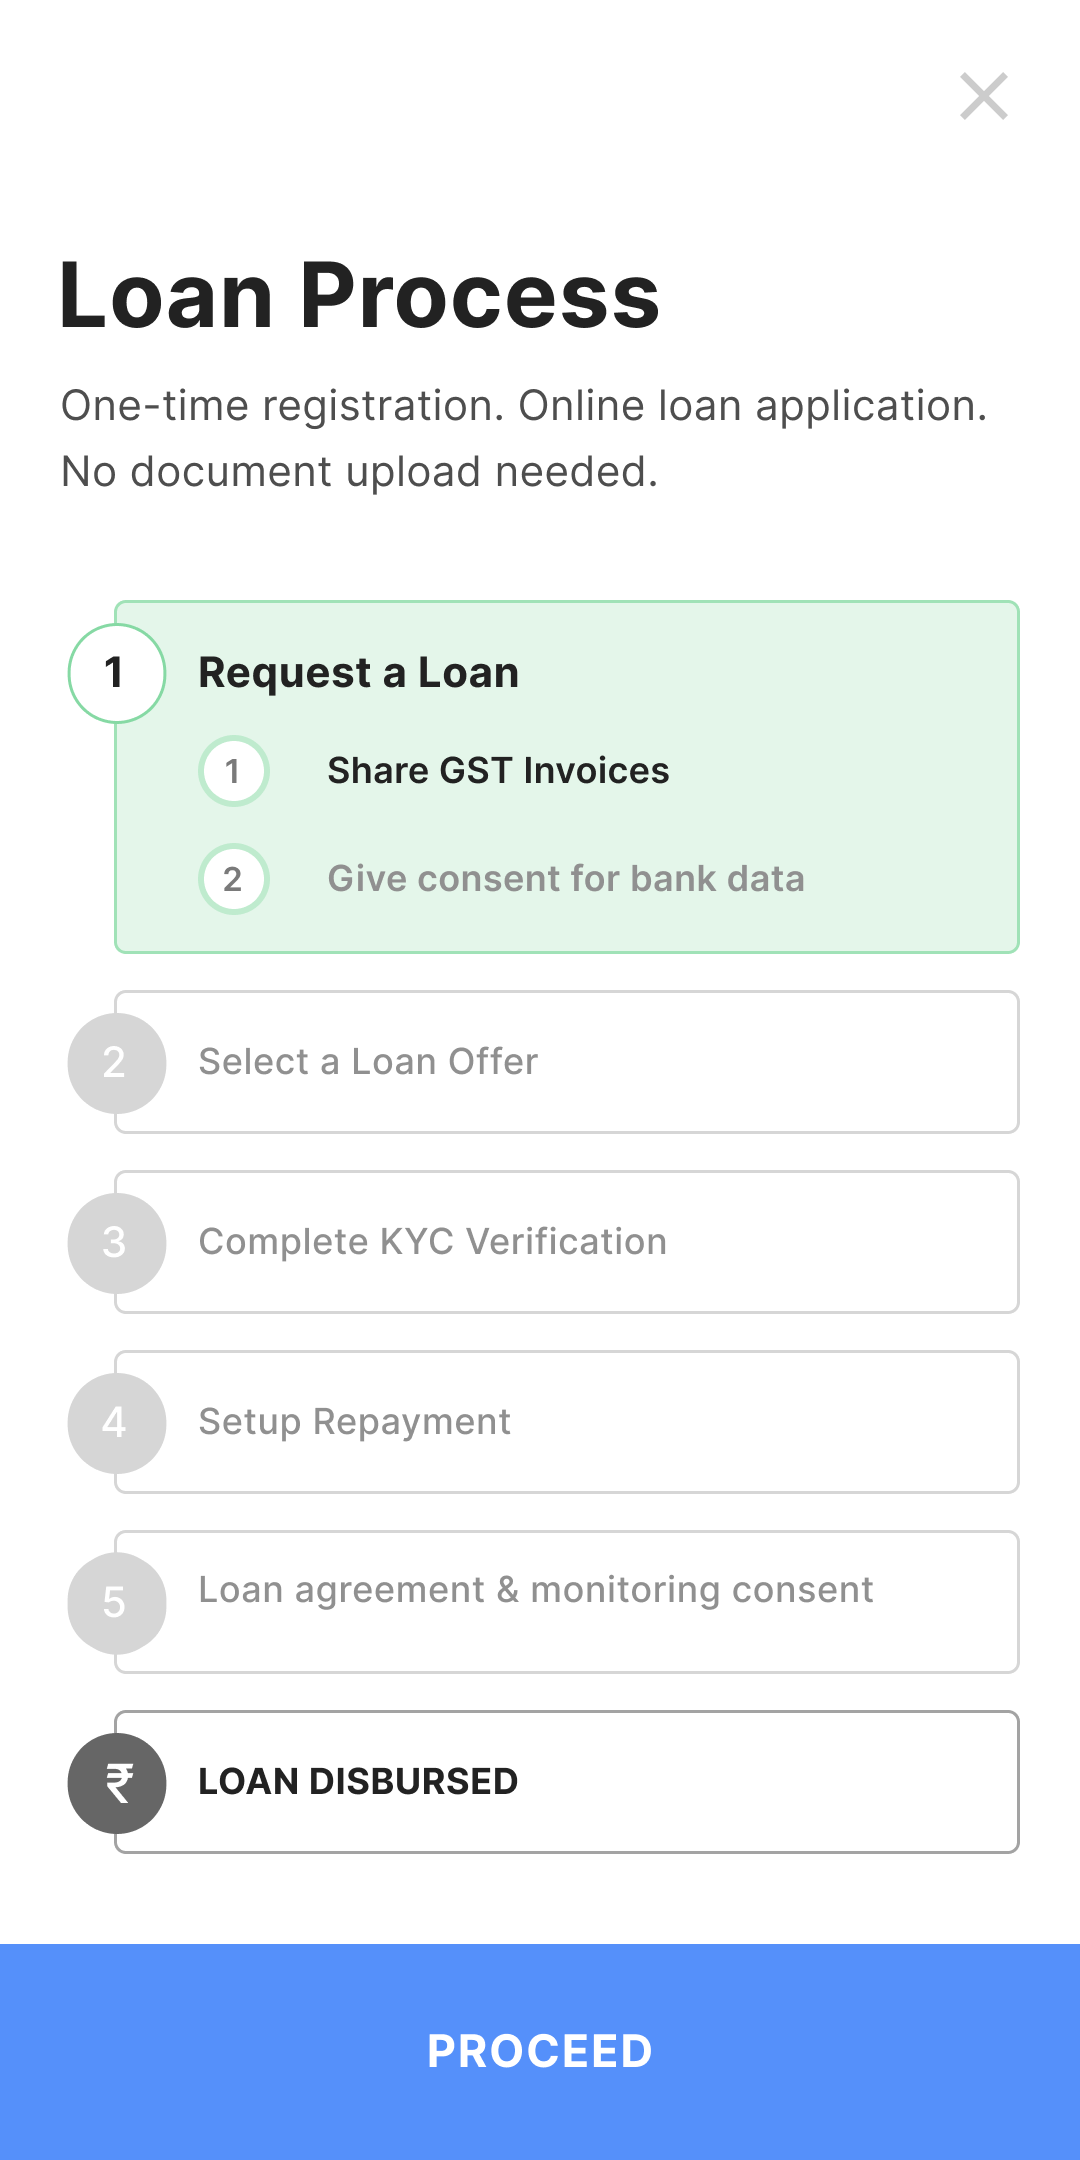 Loan Process
One-time registration. Online loan application.
No document upload needed.
1 Request a Loan
1 Share GST Invoices
2 Give consent for bank data
2 Select a Loan Offer
3 Complete KYC Verification
4 Setup Repayment
5 Loan agreement & monitoring consent
₹ LOAN DISBURSED
PROCEED